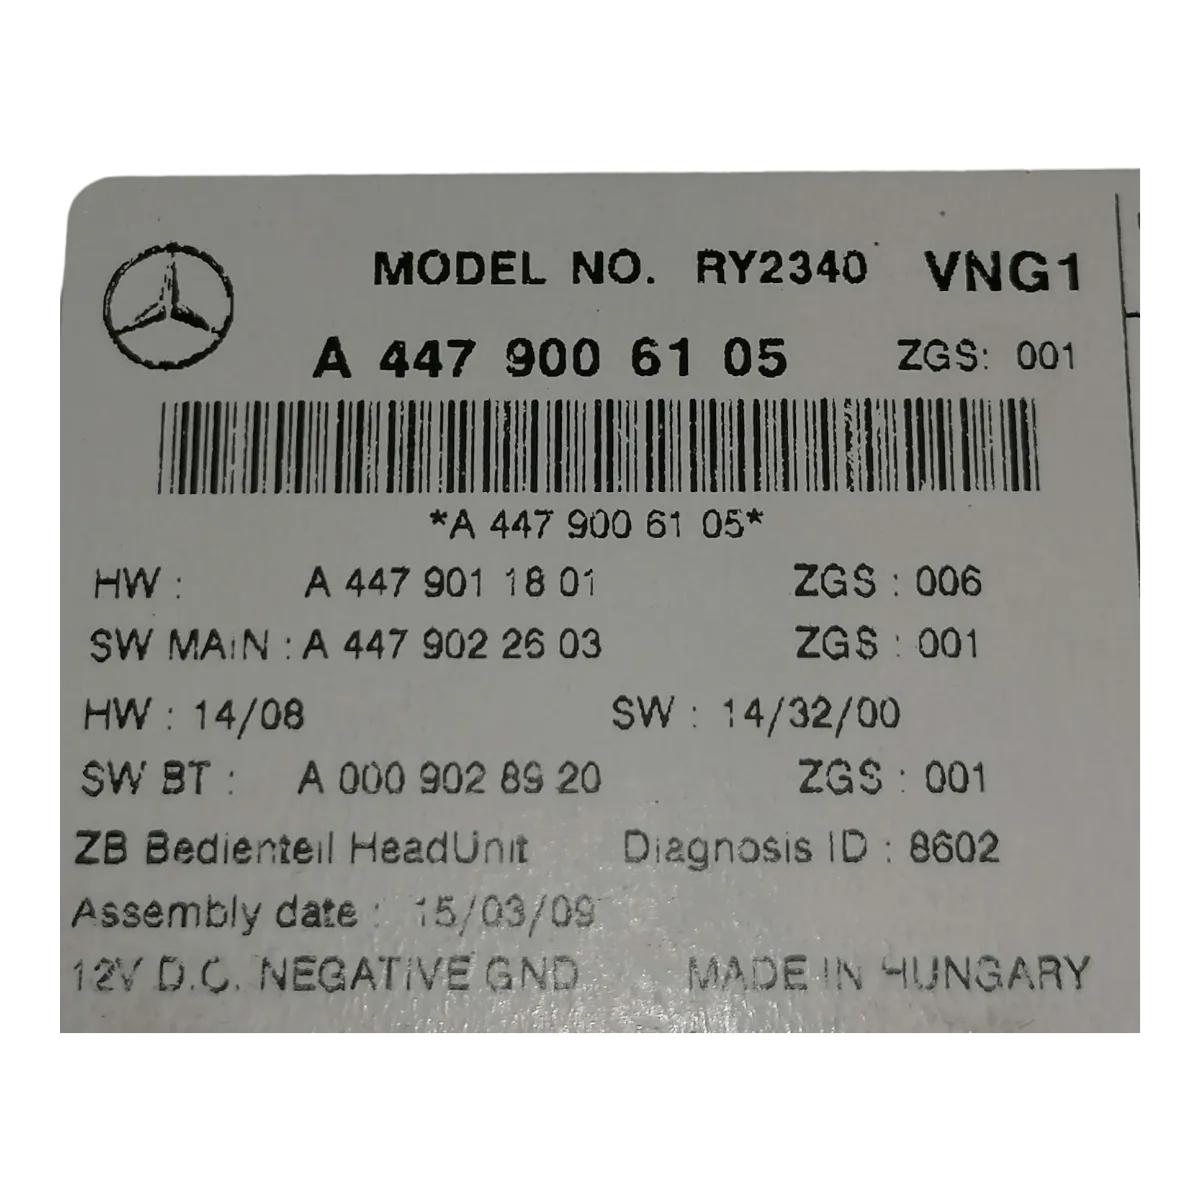 MODEL NO. RY2340 VNG1
A 447 900 61 05 ZGS: 001
*A 447 900 61 05*
HW : A 447 901 18 01 ZGS : 006
SW MAIN : A 447 902 26 03 ZGS : 001
HW : 14/08 SW : 14/32/00
SW BT : A 000 902 89 20 ZGS : 001
ZB Bedienteil HeadUnit Diagnosis ID : 8602
Assembly date : 15/03/09
12V D.C. NEGATIVE GND MADE IN HUNGARY